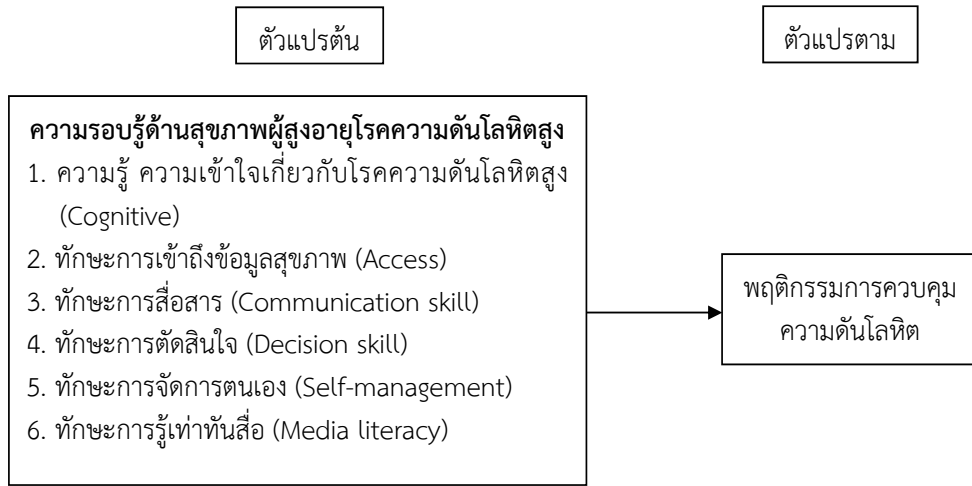 ตัวแปรต้น
ตัวแปรตาม
ความรอบรู้ด้านสุขภาพผู้สูงอายุโรคความดันโลหิตสูง
1. ความรู้ ความเข้าใจเกี่ยวกับโรคความดันโลหิตสูง
(Cognitive)
2. ทักษะการเข้าถึงข้อมูลสุขภาพ (Access)
3. ทักษะการสื่อสาร (Communication skill)
4. ทักษะการตัดสินใจ (Decision skill)
5. ทักษะการจัดการตนเอง (Self-management)
6. ทักษะการรู้เท่าทันสื่อ (Media literacy)
พฤติกรรมการควบคุม
ความดันโลหิต